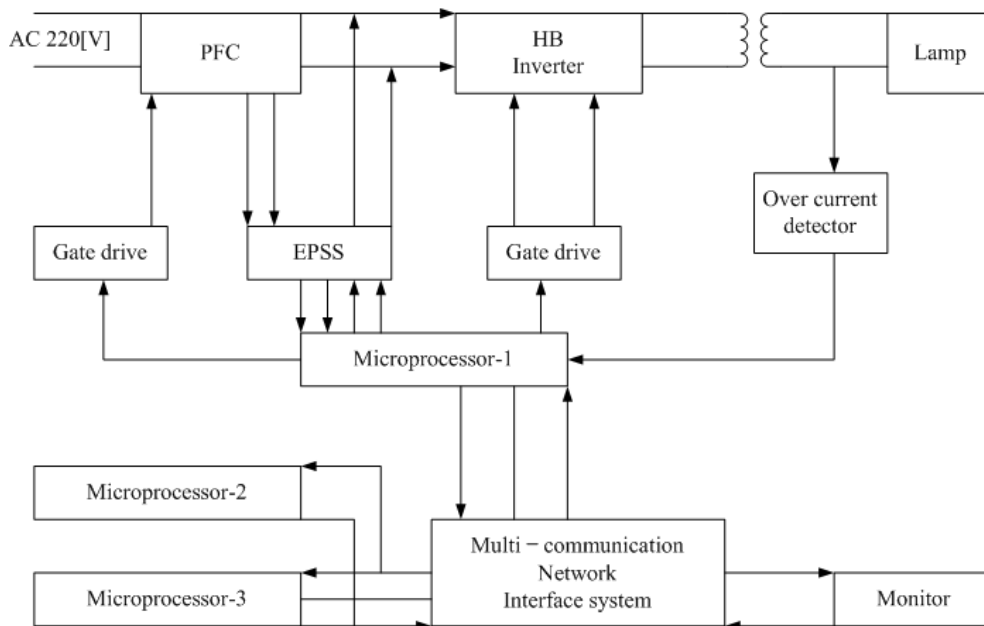 AC 220[V]
PFC
HB
Inverter
Lamp
Over current
detector
Gate drive
EPSS
Gate drive
Microprocessor-1
Microprocessor-2
Multi − communication
Network
Interface system
Microprocessor-3
Monitor